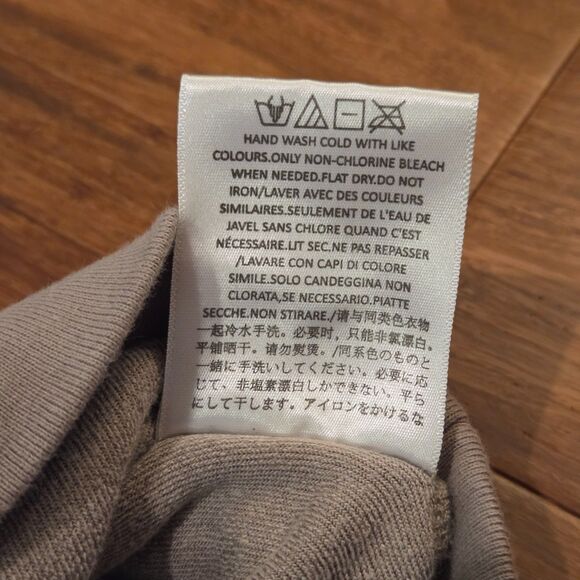 HAND WASH COLD WITH LIKE
COLOURS.ONLY NON-CHLORINE BLEACH
WHEN NEEDED.FLAT DRY.DO NOT
IRON/LAVER AVEC DES COULEURS
SIMILAIRES.SEULEMENT DE L'EAU DE
JAVEL SANS CHLORE QUAND C'EST
NÉCESSAIRE.LIT SEC.NE PAS REPASSER
/LAVARE CON CAPI DI COLORE
SIMILE.SOLO CANDEGGINA NON
CLORATA,SE NECESSARIO.PIATTE
SECCHE.NON STIRARE./请与同类色衣物
一起冷水手洗。必要时，只能非氯漂白。
平铺晒干。请勿熨烫。/同系色のものと
一緒に手洗いしてください。必要に応
じて、非塩素漂白しかできない。平ら
にして干します。アイロンをかけるな